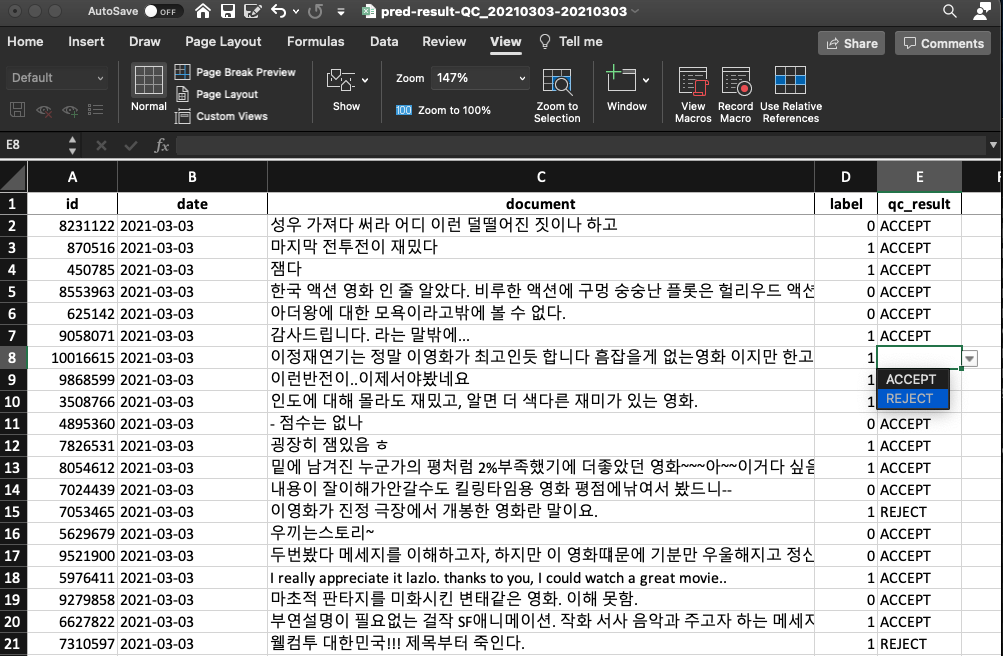 AutoSave OFF pred-result-QC_20210303-20210303
Home Insert Draw Page Layout Formulas Data Review View Tell me Share Comments
Default
Normal
Page Break Preview
Page Layout
Custom Views
Show
Zoom 147%
100 Zoom to 100%
Zoom to Selection
Window
View Macros
Record Macro
Use Relative References
E8 fx
A B C D E
1 id date document label qc_result
2 8231122 2021-03-03 성우 가져다 써라 어디 이런 덜떨어진 짓이나 하고 0 ACCEPT
3 870516 2021-03-03 마지막 전투전이 재밌다 1 ACCEPT
4 450785 2021-03-03 잼다 1 ACCEPT
5 8553963 2021-03-03 한국 액션 영화 인 줄 알았다. 비루한 액션에 구멍 숭숭난 플롯은 헐리우드 액션 0 ACCEPT
6 625142 2021-03-03 아더왕에 대한 모욕이라고밖에 볼 수 없다. 0 ACCEPT
7 9058071 2021-03-03 감사드립니다. 라는 말밖에... 1 ACCEPT
8 10016615 2021-03-03 이정재연기는 정말 이영화가 최고인듯 합니다 흠잡을게 없는영화 이지만 한고 1
9 9868599 2021-03-03 이런반전이..이제서야봤네요 1 ACCEPT
10 3508766 2021-03-03 인도에 대해 몰라도 재밌고, 알면 더 색다른 재미가 있는 영화. 1 REJECT
11 4895360 2021-03-03 - 점수는 없나 0 ACCEPT
12 7826531 2021-03-03 굉장히 잼있음 ㅎ 1 ACCEPT
13 8054612 2021-03-03 밑에 남겨진 누군가의 평처럼 2%부족했기에 더좋았던 영화~~~아~~이거다 싶음 1 ACCEPT
14 7024439 2021-03-03 내용이 잘이해가안갈수도 킬링타임용 영화 평점에낚여서 봤드니-- 0 ACCEPT
15 7053465 2021-03-03 이영화가 진정 극장에서 개봉한 영화란 말이요. 1 REJECT
16 5629679 2021-03-03 우끼는스토리~ 0 ACCEPT
17 9521900 2021-03-03 두번봤다 메세지를 이해하고자, 하지만 이 영화떄문에 기분만 우울해지고 정신 0 ACCEPT
18 5976411 2021-03-03 I really appreciate it lazlo. thanks to you, I could watch a great movie.. 1 ACCEPT
19 9279858 2021-03-03 마초적 판타지를 미화시킨 변태같은 영화. 이해 못함. 0 ACCEPT
20 6627822 2021-03-03 부연설명이 필요없는 걸작 SF애니메이션. 작화 서사 음악과 주고자 하는 메세지 1 ACCEPT
21 7310597 2021-03-03 웰컴투 대한민국!!! 제목부터 죽인다. 1 REJECT